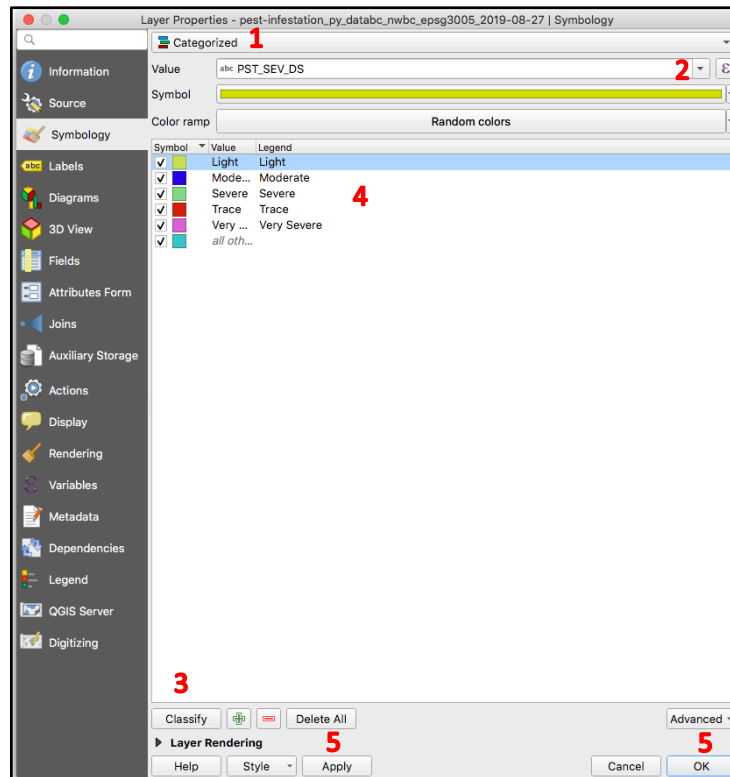 Layer Properties - pest-infestation_py_databc_nwbc_epsg3005_2019-08-27 | Symbology
Categorized 1
Information
Source
Symbology
abc Labels
Diagrams
3D View
Fields
Attributes Form
Joins
Auxiliary Storage
Actions
Display
Rendering
Variables
Metadata
Dependencies
Legend
QGIS Server
Digitizing
Value abc PST_SEV_DS 2 ε
Symbol
Color ramp Random colors
Symbol Value Legend
Light Light
Mode... Moderate
Severe Severe 4
Trace Trace
Very ... Very Severe
all oth...
3
Classify Delete All Advanced
Layer Rendering 5 5
Help Style Apply Cancel OK